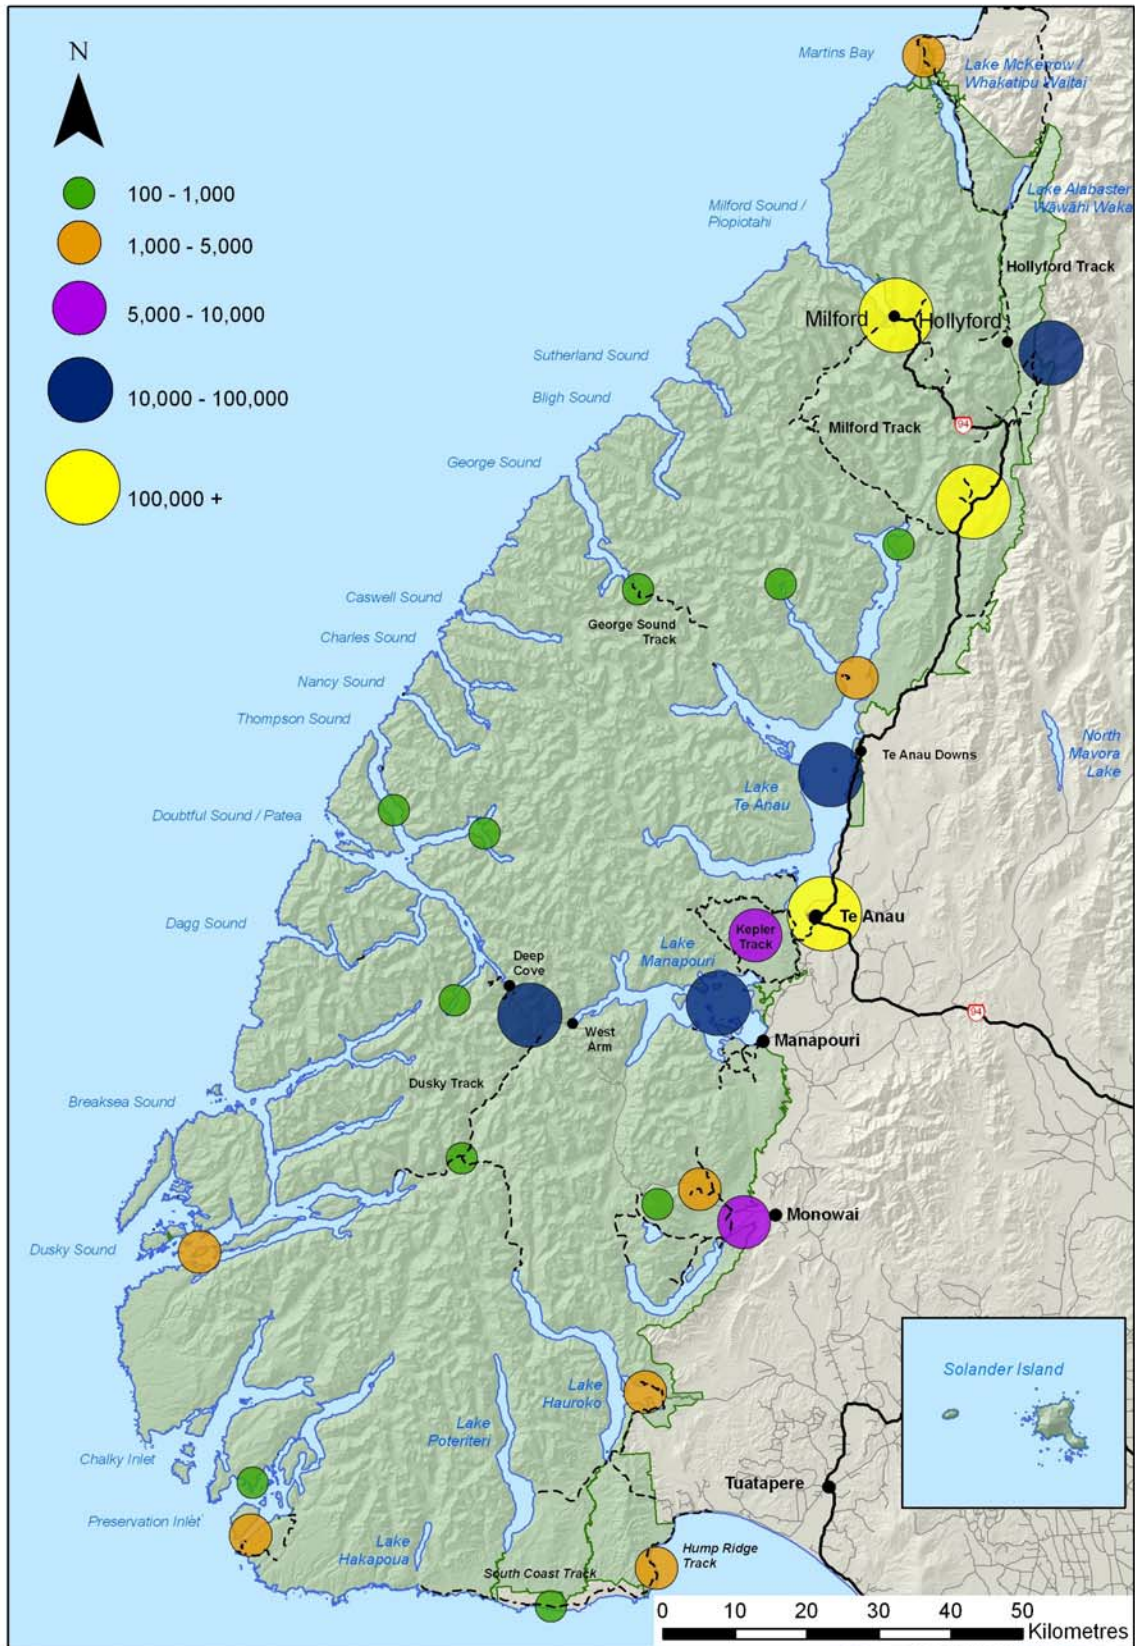 N
100 - 1,000
1,000 - 5,000
5,000 - 10,000
10,000 - 100,000
100,000 +
Martins Bay
Lake McKerrow /
Whakatipu Waitai
Lake Alabaster
Wāwāhi Waka
Milford Sound /
Piopiotahi
Hollyford Track
Milford
Hollyford
Sutherland Sound
Bligh Sound
Milford Track
94
George Sound
Caswell Sound
George Sound
Track
Charles Sound
Nancy Sound
Thompson Sound
North
Mavora
Lake
Te Anau Downs
Lake
Te Anau
Doubtful Sound / Patea
Dagg Sound
Te Anau
Kepler
Track
Lake
Manapouri
Deep
Cove
94
West
Arm
Manapouri
Dusky Track
Breaksea Sound
Monowai
Dusky Sound
Solander Island
Lake
Hauroko
Lake
Poteriteri
Chalky Inlet
Tuatapere
Preservation Inlet
Lake
Hakapoua
Hump Ridge
Track
South Coast Track
0 10 20 30 40 50
Kilometres